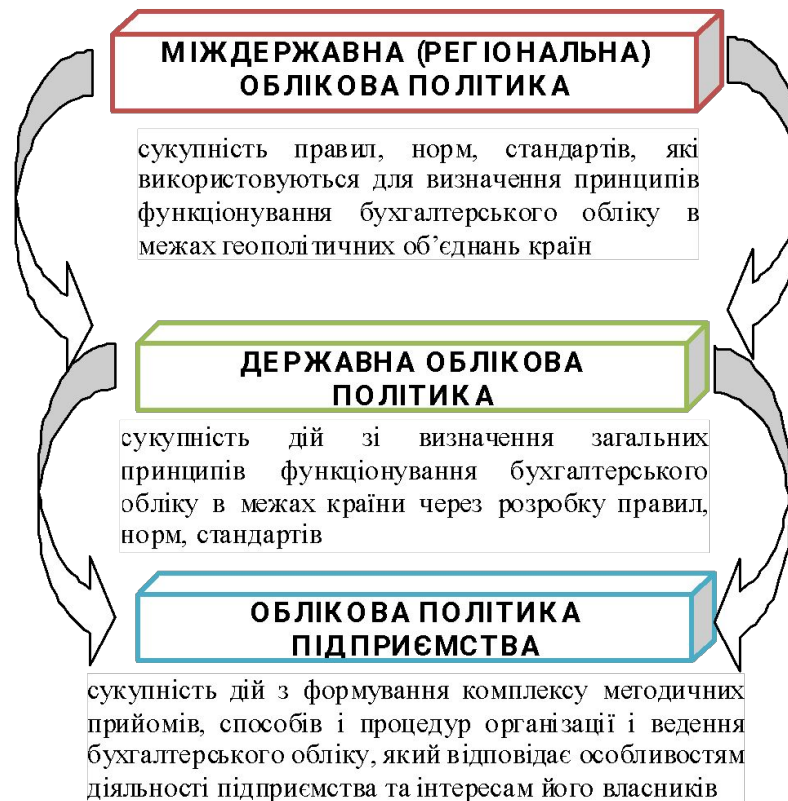 МІЖДЕРЖАВНА (РЕГІОНАЛЬНА)
ОБЛІКОВА ПОЛІТИКА
сукупність правил, норм, стандартів, які
використовуються для визначення принципів
функціонування бухгалтерського обліку в
межах геополітичних об’єднань країн
ДЕРЖАВНА ОБЛІКОВА
ПОЛІТИКА
сукупність дій зі визначення загальних
принципів функціонування бухгалтерського
обліку в межах країни через розробку правил,
норм, стандартів
ОБЛІКОВА ПОЛІТИКА
ПІДПРИЄМСТВА
сукупність дій з формування комплексу методичних
прийомів, способів і процедур організації і ведення
бухгалтерського обліку, який відповідає особливостям
діяльності підприємства та інтересам його власників